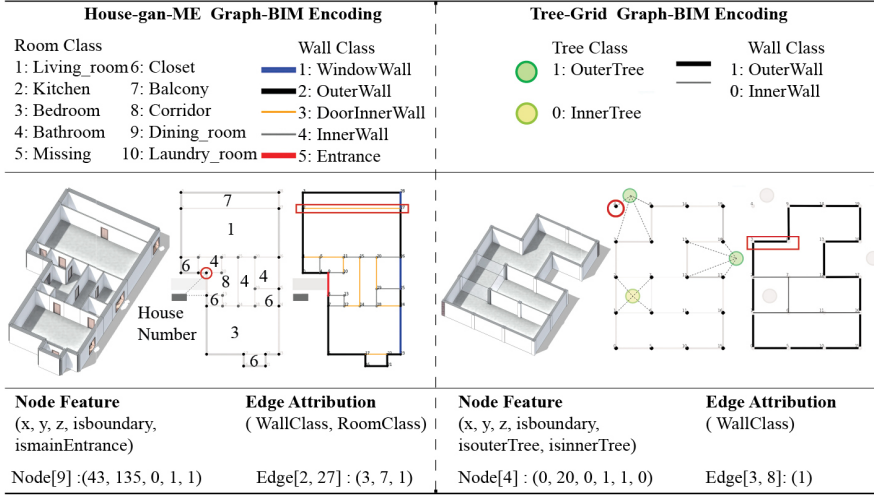 House-gan-ME Graph-BIM Encoding
Room Class
1: Living_room 6: Closet
2: Kitchen 7: Balcony
3: Bedroom 8: Corridor
4: Bathroom 9: Dining_room
5: Missing 10: Laundry_room
Wall Class
1: WindowWall
2: OuterWall
3: DoorInnerWall
4: InnerWall
5: Entrance
Tree-Grid Graph-BIM Encoding
Tree Class
1: OuterTree
0: InnerTree
Wall Class
1: OuterWall
0: InnerWall
7
1
6 4
8 4 4
6 6
3
6
House
Number
Node Feature
(x, y, z, isboundary,
ismainEntrance)
Node[9] :(43, 135, 0, 1, 1)
Edge Attribution
( WallClass, RoomClass)
Edge[2, 27] : (3, 7, 1)
Node Feature
(x, y, z, isboundary,
isouterTree, isinnerTree)
Node[4] : (0, 20, 0, 1, 1, 0)
Edge Attribution
( WallClass)
Edge[3, 8]: (1)